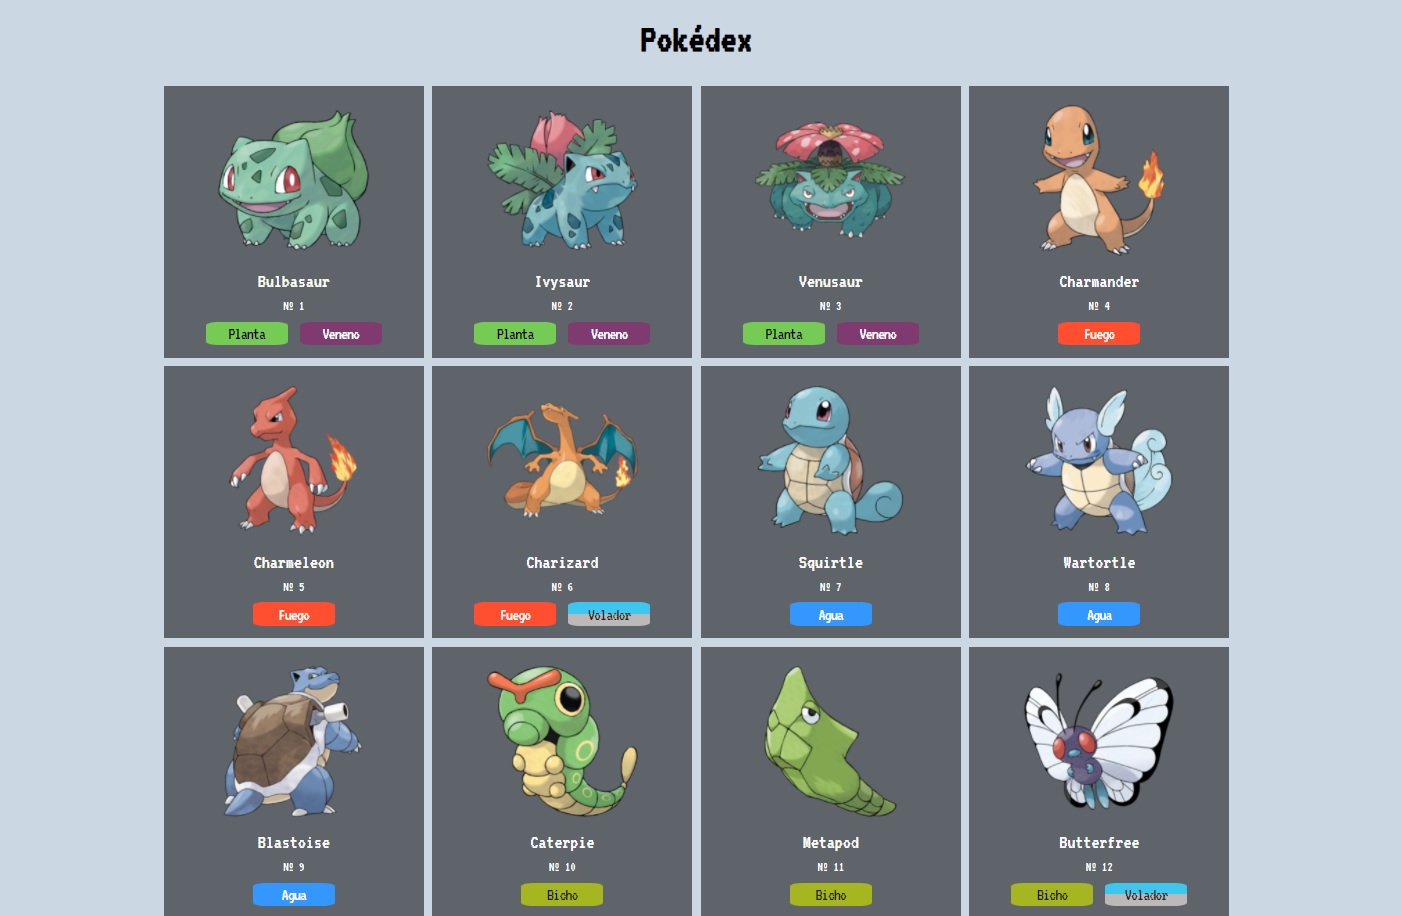 Pokédex
Bulbasaur
Nº 1
Planta Veneno
Ivysaur
Nº 2
Planta Veneno
Venusaur
Nº 3
Planta Veneno
Charmander
Nº 4
Fuego
Charmeleon
Nº 5
Fuego
Charizard
Nº 6
Fuego Volador
Squirtle
Nº 7
Agua
Wartortle
Nº 8
Agua
Blastoise
Nº 9
Agua
Caterpie
Nº 10
Bicho
Metapod
Nº 11
Bicho
Butterfree
Nº 12
Bicho Volador